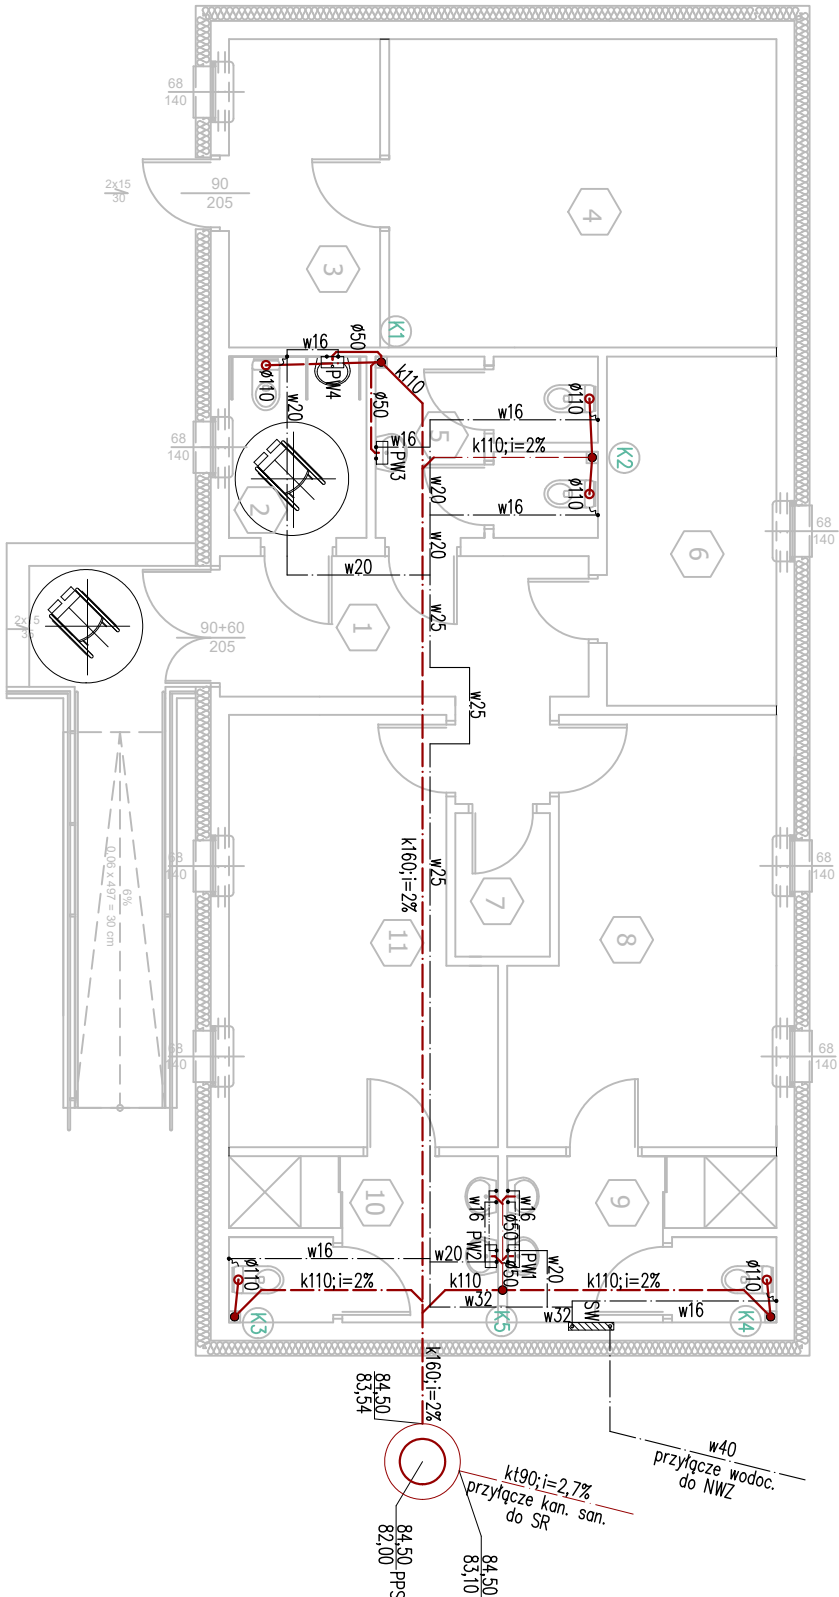 68
140
2x15
30
90
205
4
3
K1
w16
ø50
k110
PW4
ø110
w20
ø50
5
w16
PW3
ø110
w16
k110;i=2%
K2
w20
ø110
w16
68
140
2
w20
w20
68
140
6
1
w25
90+60
205
w25
k160;i=2%
w25
6%
0,06 x 497 = 30 cm
68
140
68
140
7
11
8
68
140
68
140
10
9
w16
w16
ø50
PW2
PW1
w16
w20
w20
ø50
ø110
k110;i=2%
k110
k110;i=2%
ø110
w32
w32
SW
w16
K3
K5
K4
k160;i=2%
84,50
83,54
w40
przyłącze wodoc.
do NWZ
kt90;i=2,7%
przyłącze kan. san.
do SR
84,50 PPS
82,00
84,50
83,10